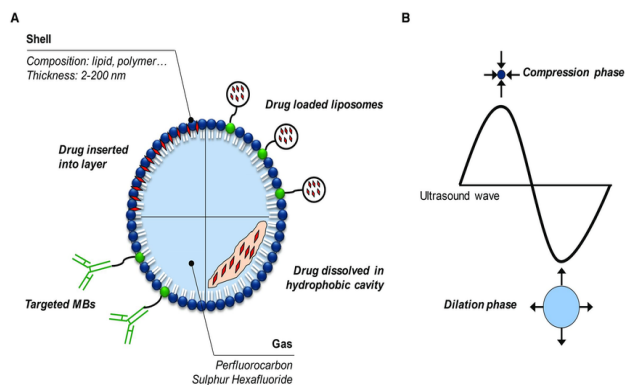 A
Shell
Composition: lipid, polymer…
Thickness: 2-200 nm
Drug loaded liposomes
Drug inserted
into layer
Drug dissolved in
hydrophobic cavity
Targeted MBs
Gas
Perfluorocarbon
Sulphur Hexafluoride
B
Compression phase
Ultrasound wave
Dilation phase